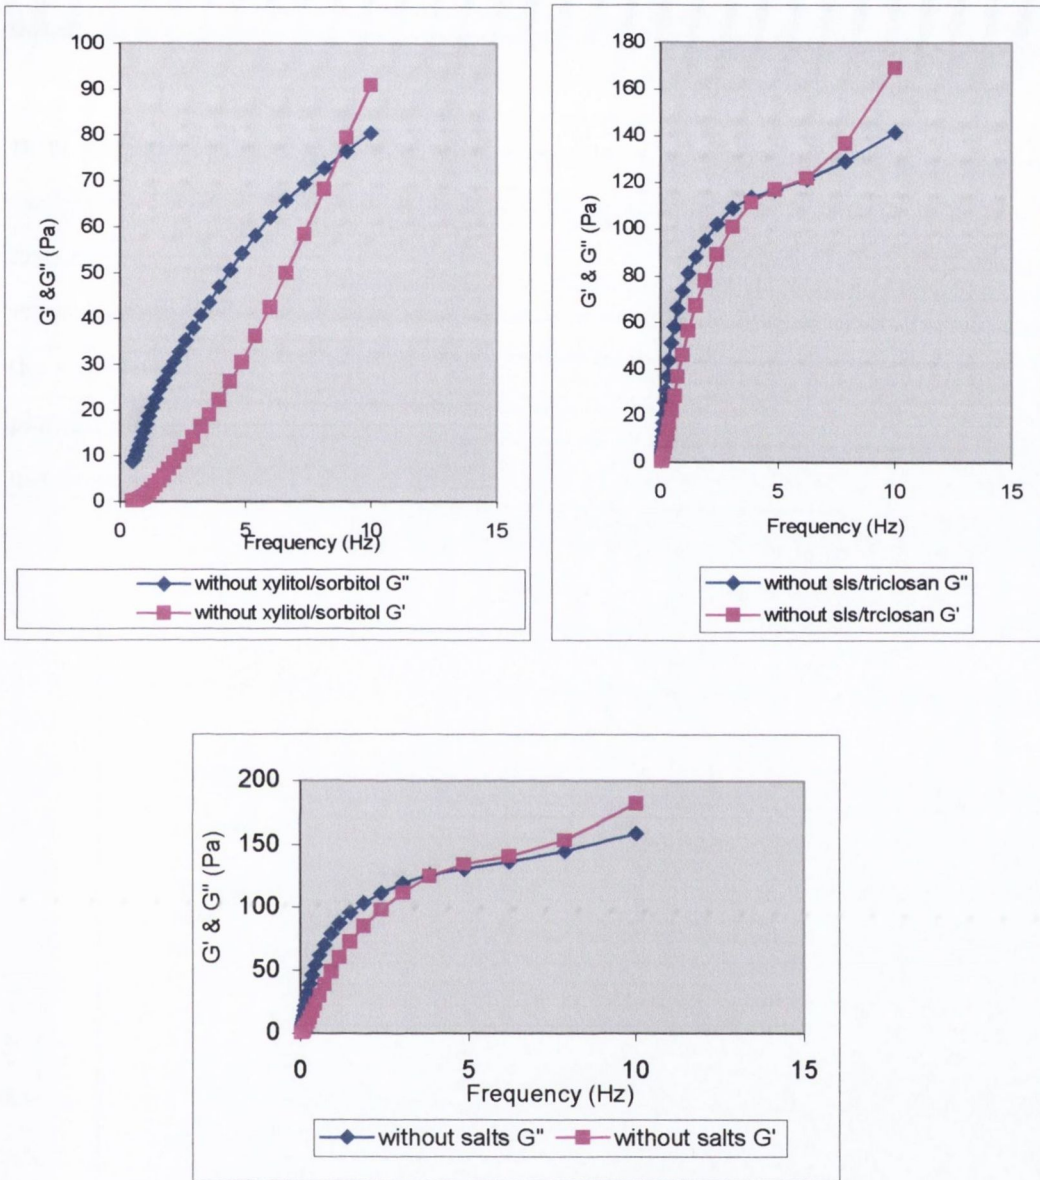 100
90
80
70
60
50
40
30
20
10
0
G' &G" (Pa)
0 5 10 15
Frequency (Hz)
without xylitol/sorbitol G"
without xylitol/sorbitol G'
180
160
140
120
100
80
60
40
20
0
G' & G" (Pa)
0 5 10 15
Frequency (Hz)
without sls/triclosan G"
without sls/trclosan G'
200
150
100
50
0
G' & G" (Pa)
0 5 10 15
Frequency (Hz)
without salts G" without salts G'